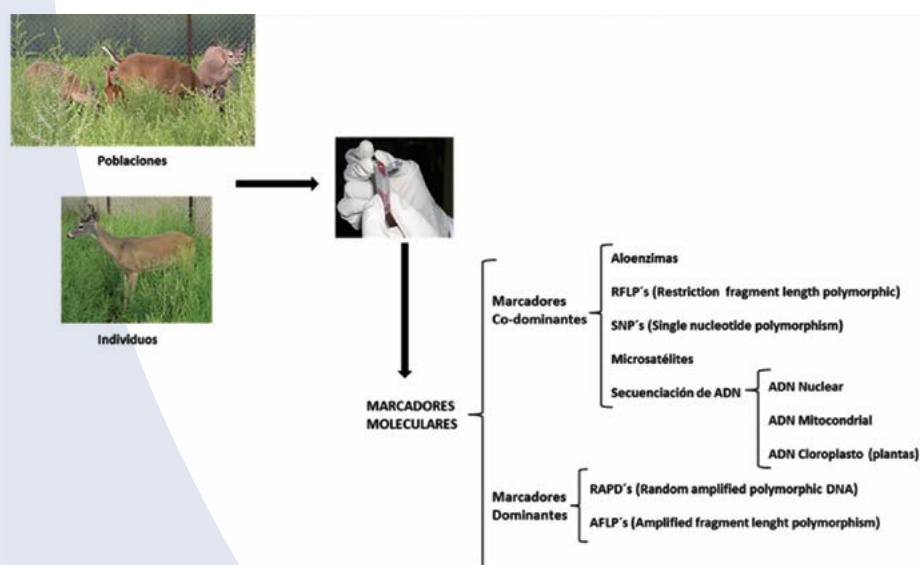 Poblaciones
Individuos
MARCADORES
MOLECULARES
Marcadores
Co-dominantes
Aloenzimas
RFLP´s (Restriction fragment length polymorphic)
SNP´s (Single nucleotide polymorphism)
Microsatélites
Secuenciación de ADN
ADN Nuclear
ADN Mitocondrial
ADN Cloroplasto (plantas)
Marcadores
Dominantes
RAPD´s (Random amplified polymorphic DNA)
AFLP´s (Amplified fragment lenght polymorphism)